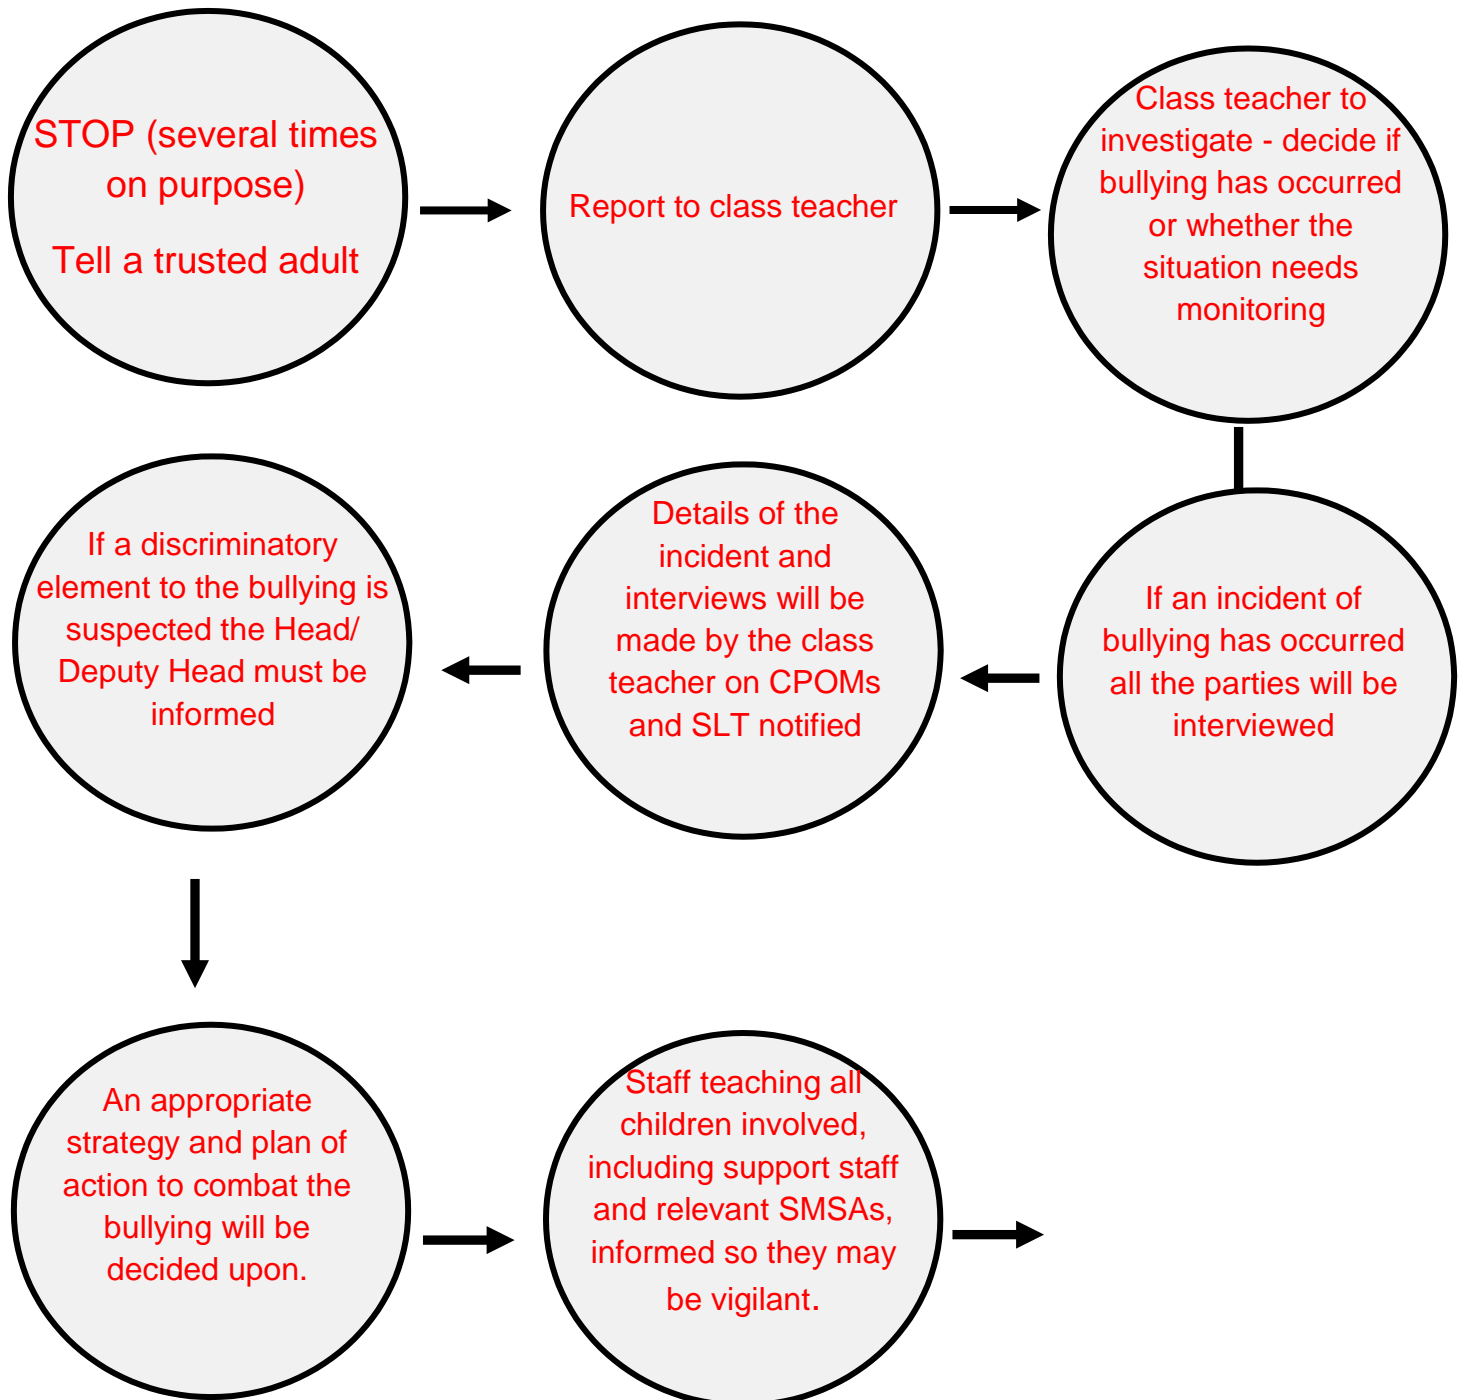 STOP (several times
on purpose)
Tell a trusted adult
Report to class teacher
Class teacher to
investigate - decide if
bullying has occurred
or whether the
situation needs
monitoring
If an incident of
bullying has occurred
all the parties will be
interviewed
Details of the
incident and
interviews will be
made by the class
teacher on CPOMs
and SLT notified
If a discriminatory
element to the bullying is
suspected the Head/
Deputy Head must be
informed
An appropriate
strategy and plan of
action to combat the
bullying will be
decided upon.
Staff teaching all
children involved,
including support staff
and relevant SMSAs,
informed so they may
be vigilant.